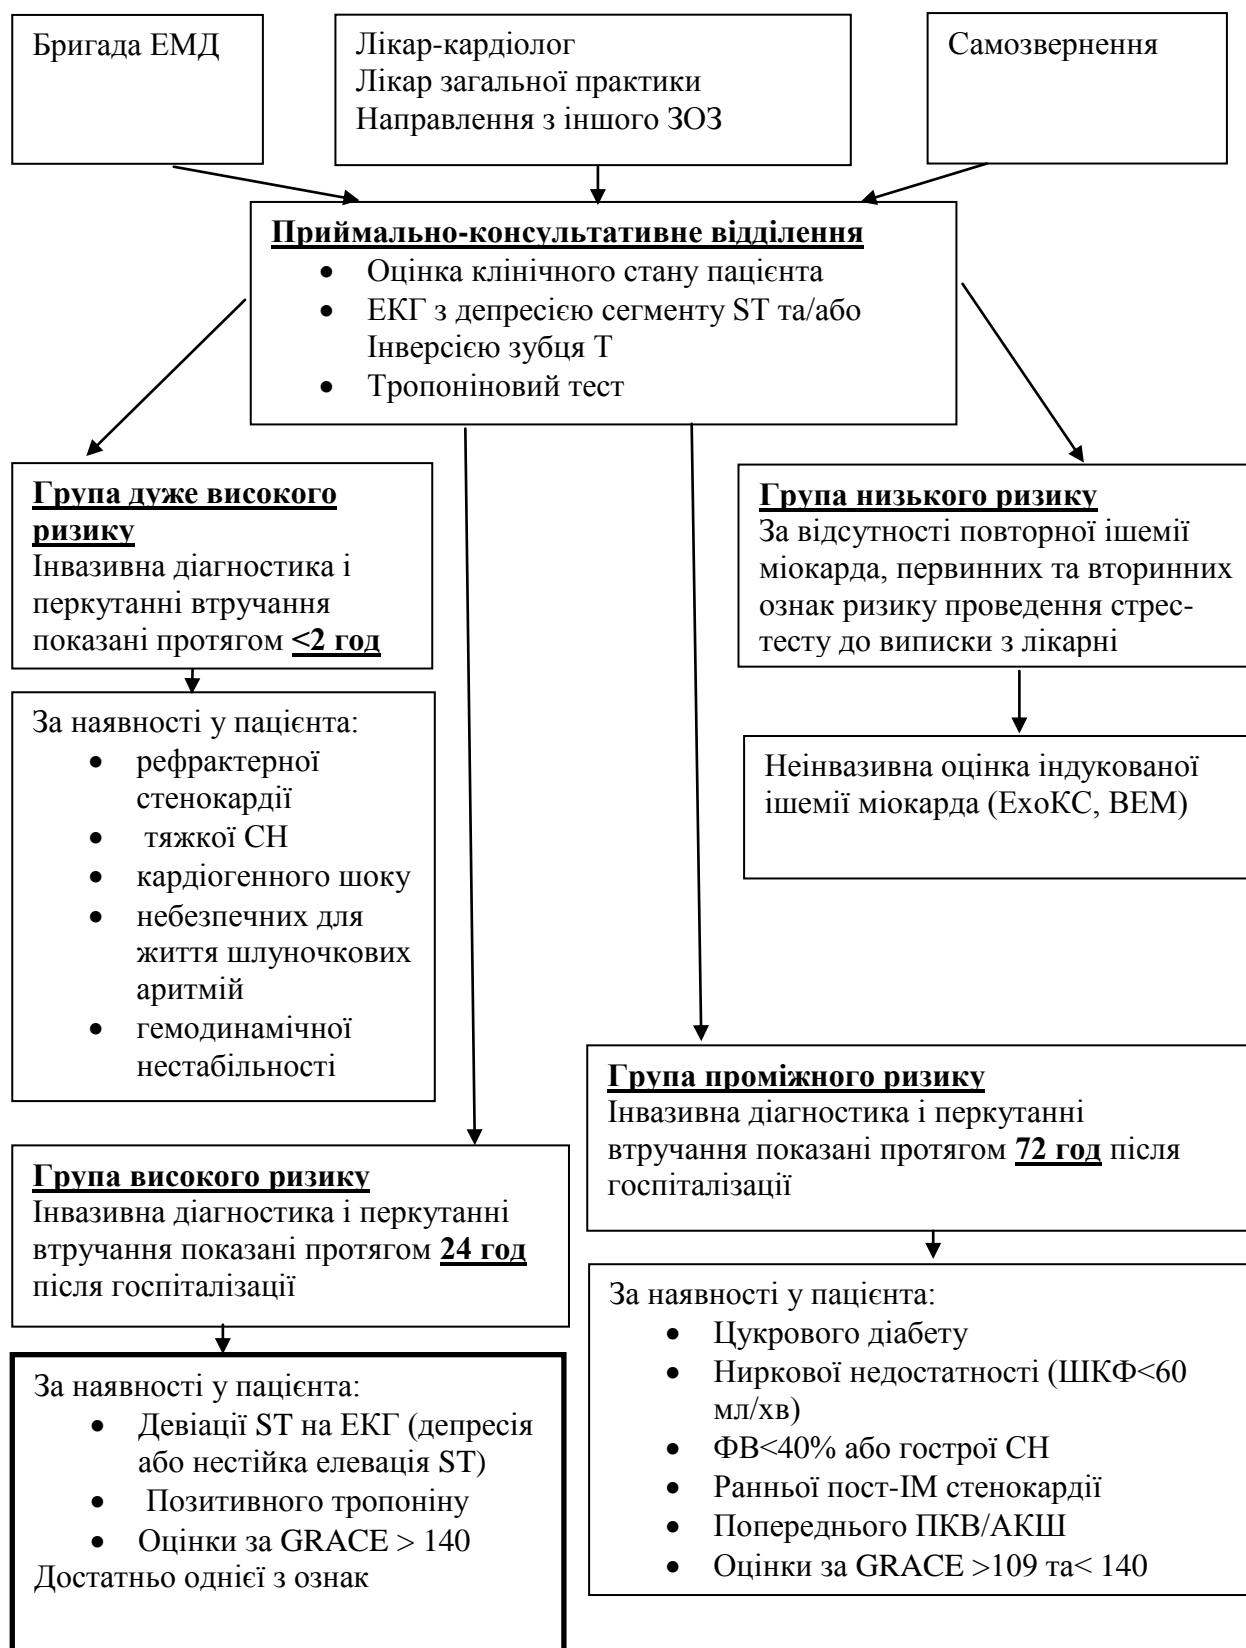 Бригада ЕМД
Лікар-кардіолог
Лікар загальної практики
Направлення з іншого ЗОЗ
Самозвернення
Приймально-консультативне відділення
• Оцінка клінічного стану пацієнта
• ЕКГ з депресією сегменту ST та/або
Інверсією зубця Т
• Тропоніновий тест
Група дуже високого
ризику
Інвазивна діагностика і
перкутанні втручання
показані протягом <2 год
За наявності у пацієнта:
• рефрактерної
стенокардії
• тяжкої СН
• кардіогенного шоку
• небезпечних для
життя шлуночкових
аритмій
• гемодинамічної
нестабільності
Група низького ризику
За відсутності повторної ішемії
міокарда, первинних та вторинних
ознак ризику проведення стрес-
тесту до виписки з лікарні
Неінвазивна оцінка індукованої
ішемії міокарда (ЕхоКС, ВЕМ)
Група високого ризику
Інвазивна діагностика і перкутанні
втручання показані протягом 24 год
після госпіталізації
За наявності у пацієнта:
• Девіації ST на ЕКГ (депресія
або нестійка елевація ST)
• Позитивного тропоніну
• Оцінки за GRACE > 140
Достатньо однієї з ознак
Група проміжного ризику
Інвазивна діагностика і перкутанні
втручання показані протягом 72 год після
госпіталізації
За наявності у пацієнта:
• Цукрового діабету
• Ниркової недостатності (ШКФ<60
мл/хв)
• ФВ<40% або гострої СН
• Ранньої пост-ІМ стенокардії
• Попереднього ПКВ/АКШ
• Оцінки за GRACE >109 та< 140